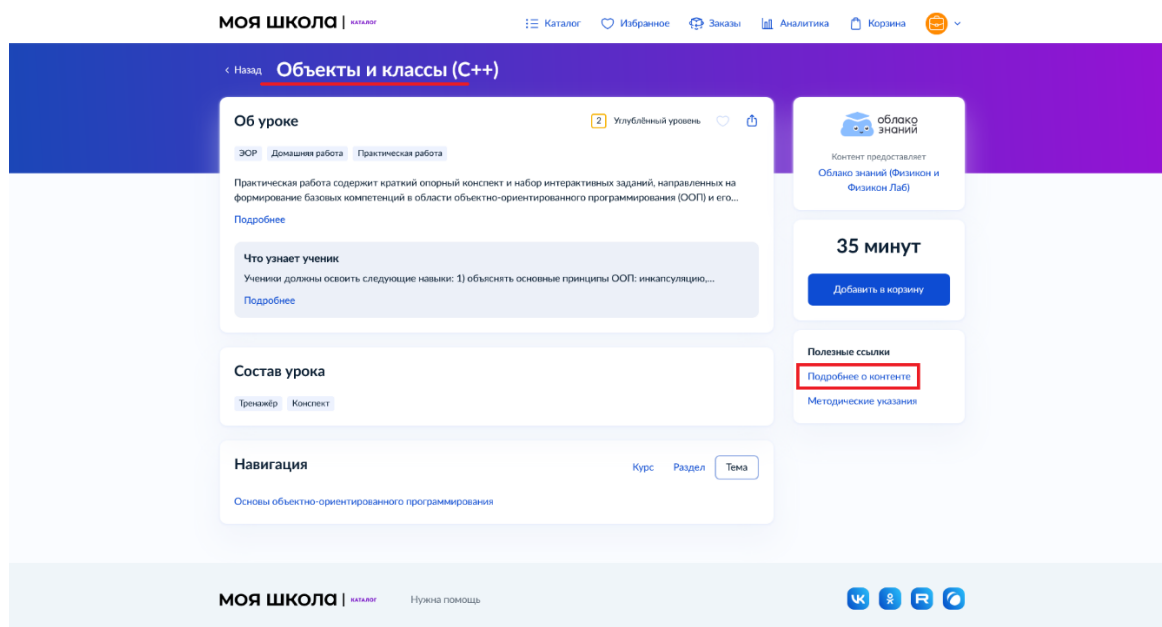 МОЯ ШКОЛА | КАТАЛОГ
Каталог Избранное Заказы Аналитика Корзина
Назад Объекты и классы (C++)
Об уроке
2 Углублённый уровень
ЭОР Домашняя работа Практическая работа
Практическая работа содержит краткий опорный конспект и набор интерактивных заданий, направленных на
формирование базовых компетенций в области объектно-ориентированного программирования (ООП) и его...
Подробнее
Что узнает ученик
Ученики должны освоить следующие навыки: 1) объяснять основные принципы ООП: инкапсуляцию,...
Подробнее
Состав урока
Тренажёр Конспект
Навигация
Курс Раздел Тема
Основы объектно-ориентированного программирования
облако
знаний
Контент предоставляет
Облако знаний (Физикон и
Физикон Лаб)
35 минут
Добавить в корзину
Полезные ссылки
Подробнее о контенте
Методические указания
МОЯ ШКОЛА | КАТАЛОГ
Нужна помощь